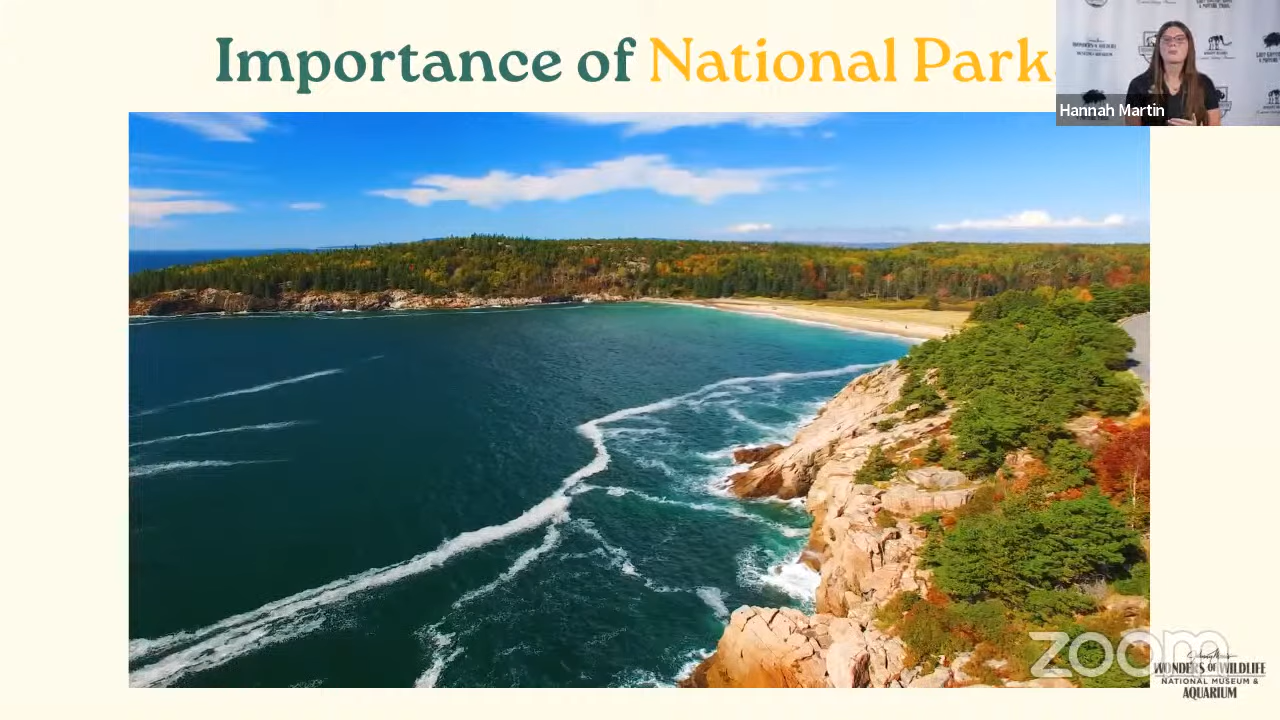 Importance of National Park
Hannah Martin
zoom
WONDERS OF WILDLIFE
NATIONAL MUSEUM &
AQUARIUM